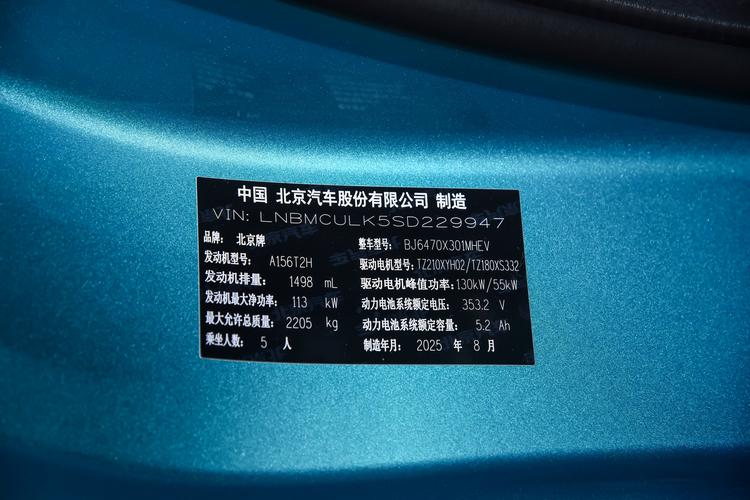 中国 北京汽车股份有限公司 制造
VIN: LNBMCULK5SD229947
品牌: 北京牌 整车型号: BJ6470X301MHEV
发动机型号: A156T2H 驱动电机型号: TZ210XYH02/TZ180XS332
发动机排量: 1498 mL 驱动电机峰值功率: 130kW/55kW
发动机最大净功率: 113 kW 动力电池系统额定电压: 353.2 V
最大允许总质量: 2205 kg 动力电池系统额定容量: 5.2 Ah
乘坐人数: 5 人 制造年月: 2025 年 8 月